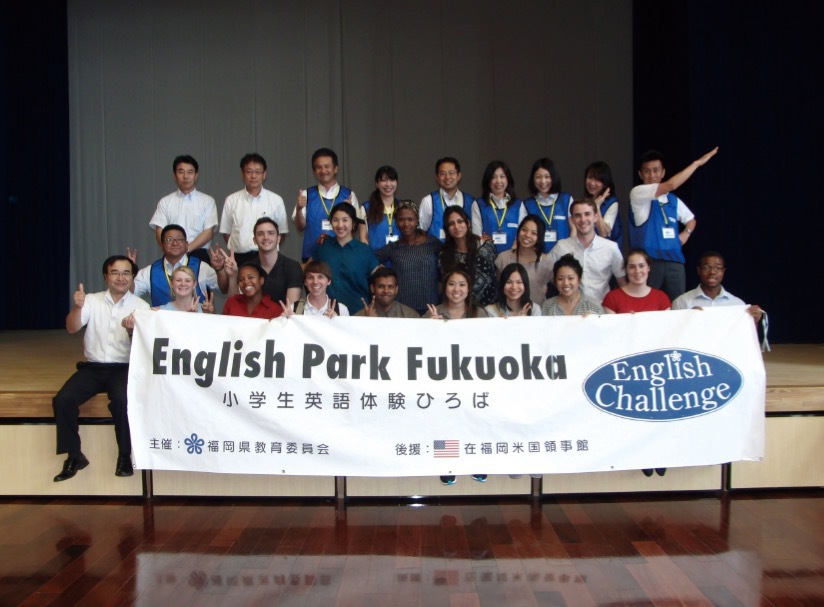 English Park Fukuoka
小学生英語体験ひろば
English
Challenge
主催：福岡県教育委員会
後援：在福岡米国領事館